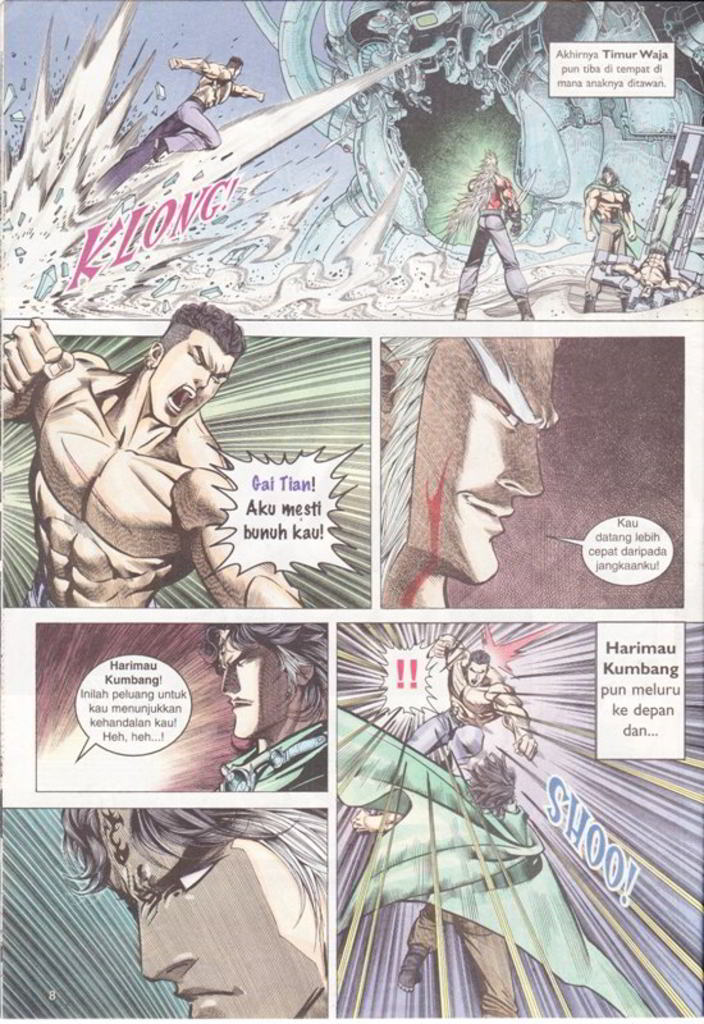 Akhirnya Timur Waja
pun tiba di tempat di
mana anaknya ditawan.
KLONG!
Gai Tian!
Aku mesti
bunuh kau!
Kau
datang lebih
cepat daripada
jangkaanku!
Harimau
Kumbang!
Inilah peluang untuk
kau menunjukkan
kehandalan kau!
Heh, heh...!
!!
Harimau
Kumbang
pun meluru
ke depan
dan...
SHOO!
8